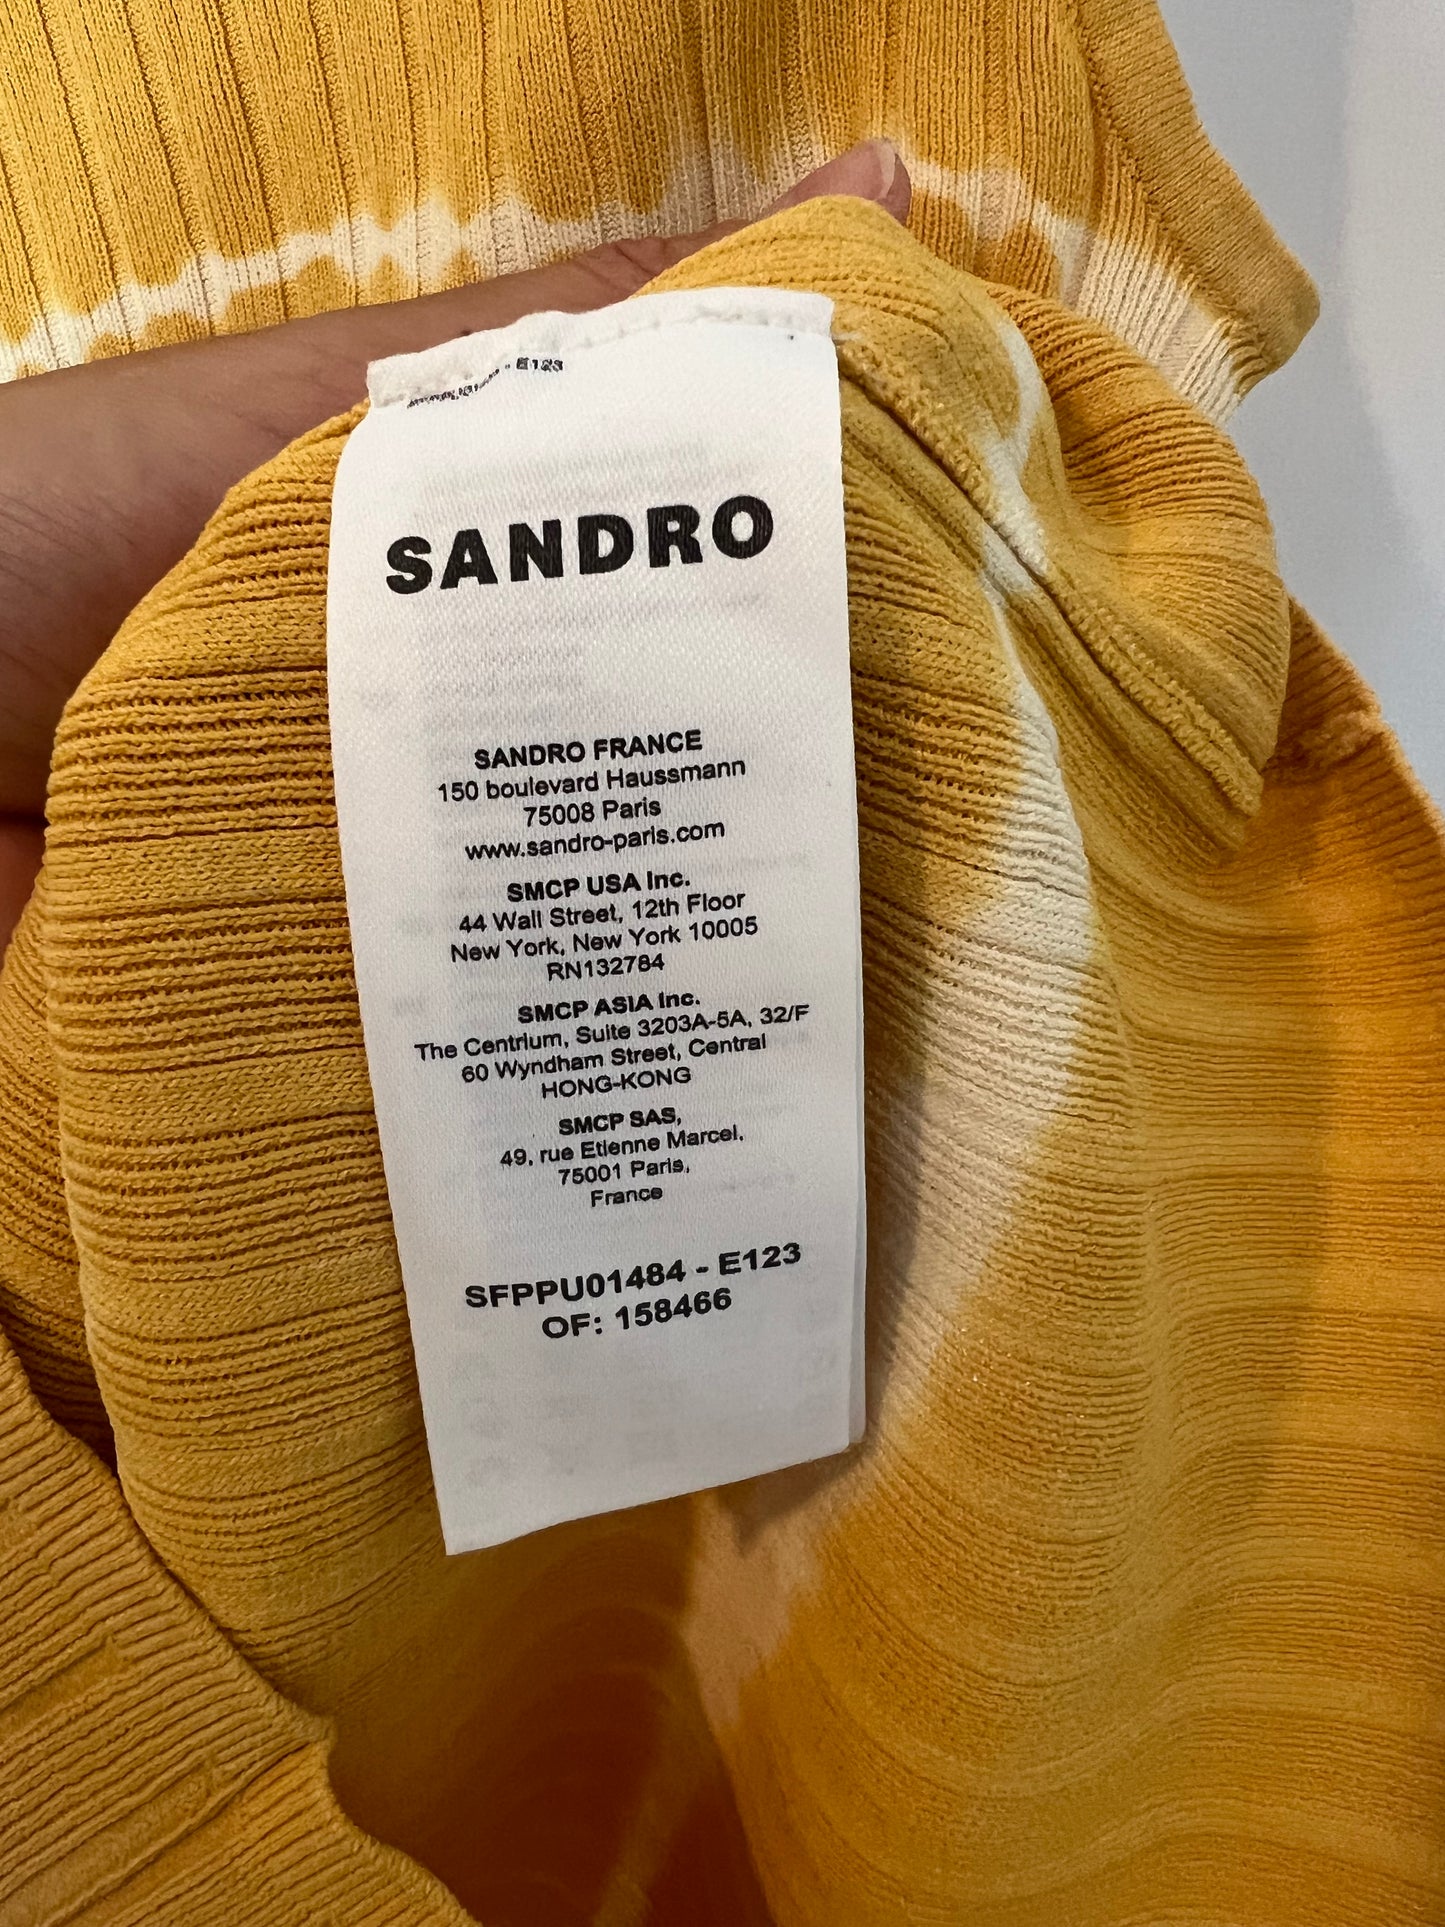 E123
SANDRO
SANDRO FRANCE
150 boulevard Haussmann
75008 Paris
www.sandro-paris.com
SMCP USA Inc.
44 Wall Street, 12th Floor
New York, New York 10005
RN132784
SMCP ASIA Inc.
The Centrium, Suite 3203A-5A, 32/F
60 Wyndham Street, Central
HONG-KONG
SMCP SAS,
49, rue Etienne Marcel,
75001 Paris,
France
SFPPU01484 - E123
OF: 158466